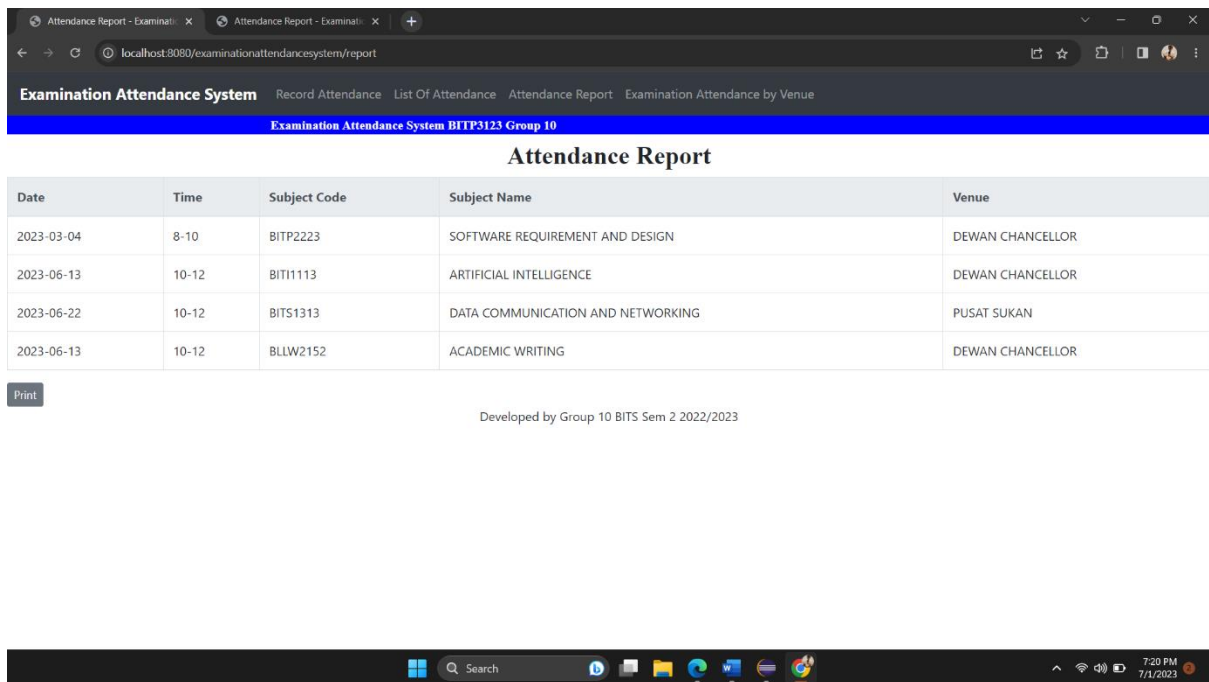 Attendance Report - Examinatic Attendance Report - Examinatic
localhost:8080/examinationattendancesystem/report
Examination Attendance System Record Attendance List Of Attendance Attendance Report Examination Attendance by Venue
Examination Attendance System BITP3123 Group 10
Attendance Report
Date Time Subject Code Subject Name Venue
2023-03-04 8-10 BITP2223 SOFTWARE REQUIREMENT AND DESIGN DEWAN CHANCELLOR
2023-06-13 10-12 BITI1113 ARTIFICIAL INTELLIGENCE DEWAN CHANCELLOR
2023-06-22 10-12 BITS1313 DATA COMMUNICATION AND NETWORKING PUSAT SUKAN
2023-06-13 10-12 BLLW2152 ACADEMIC WRITING DEWAN CHANCELLOR
Print
Developed by Group 10 BITS Sem 2 2022/2023
Search 7:20 PM
7/1/2023 2